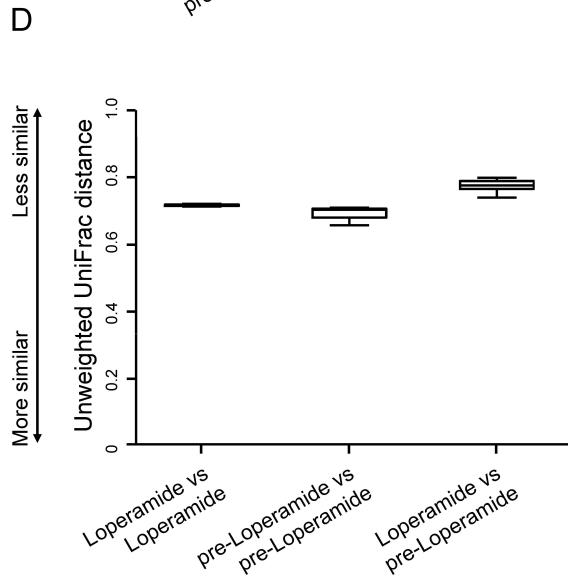 pre-
D
Less similar
More similar
Unweighted UniFrac distance
1.0
0.8
0.6
0.4
0.2
0
Loperamide vs
Loperamide
pre-Loperamide vs
pre-Loperamide
Loperamide vs
pre-Loperamide